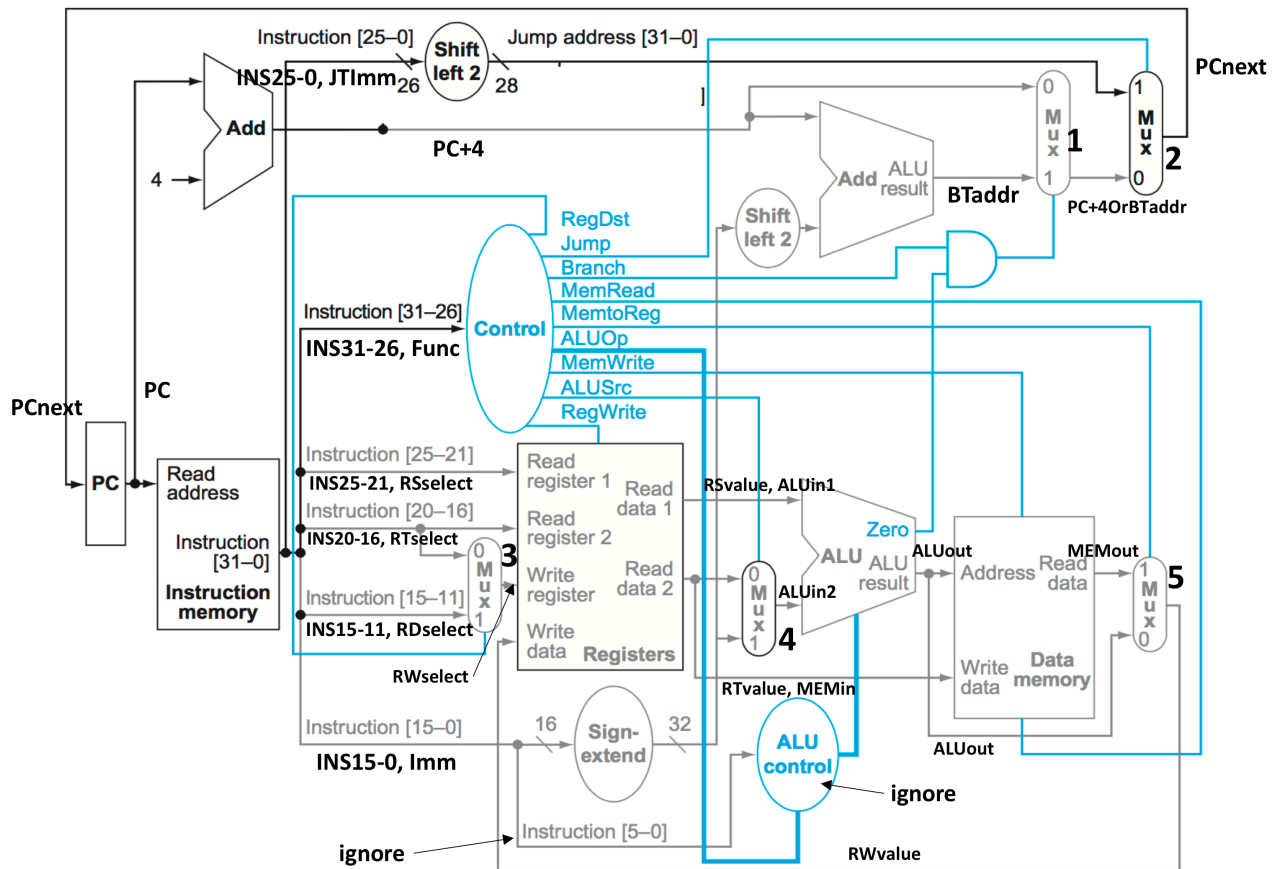 Instruction [25–0]
Shift
left 2
Jump address [31–0]
INS25-0, JTImm
26
28
PCnext
]
0
M
u
x
1
1
1
M
u
x
0
2
Add
PC+4
4
Add
ALU
result
BTaddr
PC+4OrBTaddr
Shift
left 2
RegDst
Jump
Branch
MemRead
MemtoReg
ALUOp
MemWrite
ALUSrc
RegWrite
Instruction [31–26]
Control
INS31-26, Func
PC
PCnext
PC
Read
address
Instruction
[31–0]
Instruction
memory
Instruction [25–21]
INS25-21, RSselect
Instruction [20–16]
INS20-16, RTselect
0
M
u
x
1
3
Instruction [15–11]
INS15-11, RDselect
RWselect
Read
register 1
Read
data 1
Read
register 2
Write
register
Read
data 2
Write
data
Registers
RSvalue, ALUin1
Zero
ALU
ALU
result
0
M
u
x
1
4
ALUin2
ALUout
Address
Read
data
MEMout
1
M
u
x
0
5
Write
data
Data
memory
RTvalue, MEMin
ALUout
Instruction [15–0]
INS15-0, Imm
16
Sign-
extend
32
ALU
control
ignore
Instruction [5–0]
ignore
RWvalue